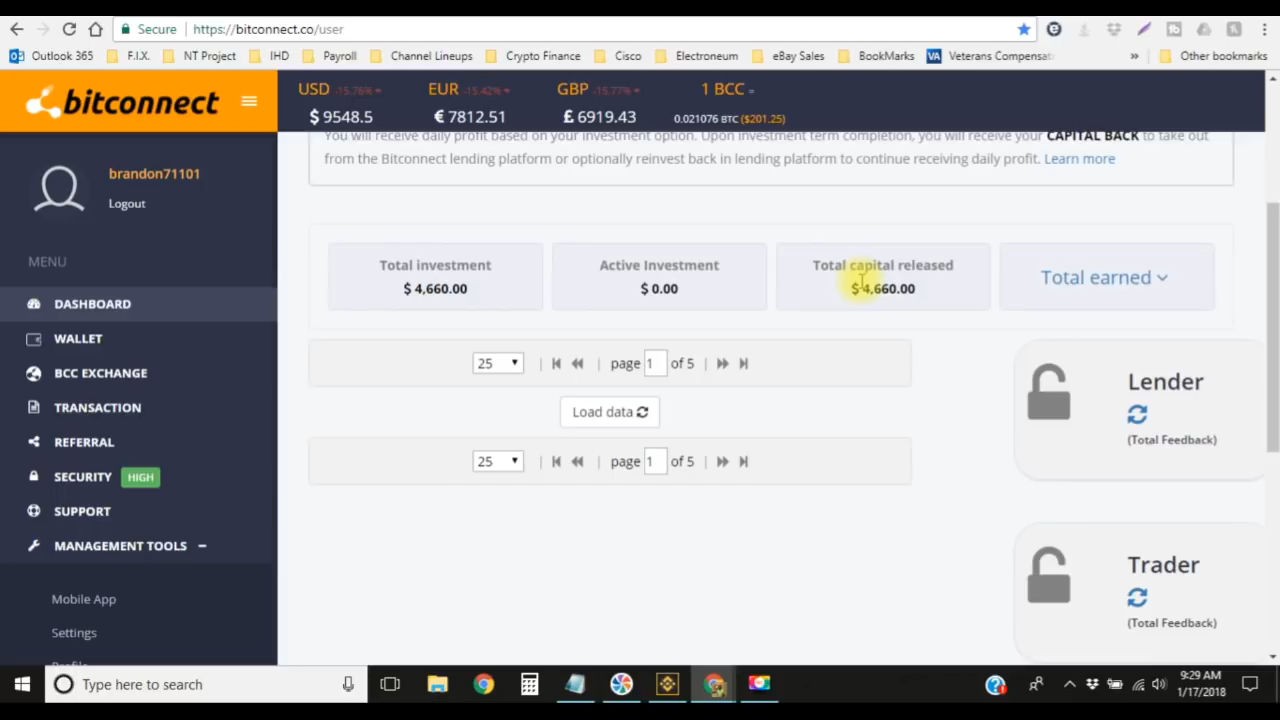 Secure https://bitconnect.co/user
Outlook 365 F.I.X. NT Project IHD Payroll Channel Lineups Crypto Finance Cisco Electroneum eBay Sales BookMarks VA Veterans Compensat » Other bookmarks
bitconnect
USD -15.76% EUR -15.42% GBP -15.77% 1 BCC =
$ 9548.5 € 7812.51 £ 6919.43 0.021076 BTC ($201.25)
You will receive daily profit based on your investment option. Upon investment term completion, you will receive your CAPITAL BACK to take out
from the Bitconnect lending platform or optionally reinvest back in lending platform to continue receiving daily profit. Learn more
brandon71101
Logout
MENU
DASHBOARD
WALLET
BCC EXCHANGE
TRANSACTION
REFERRAL
SECURITY HIGH
SUPPORT
MANAGEMENT TOOLS –
Mobile App
Settings
Total investment
$ 4,660.00
Active Investment
$ 0.00
Total capital released
$ 4,660.00
Total earned
25 page 1 of 5
Load data
25 page 1 of 5
Lender
(Total Feedback)
Trader
(Total Feedback)
Type here to search
9:29 AM
1/17/2018